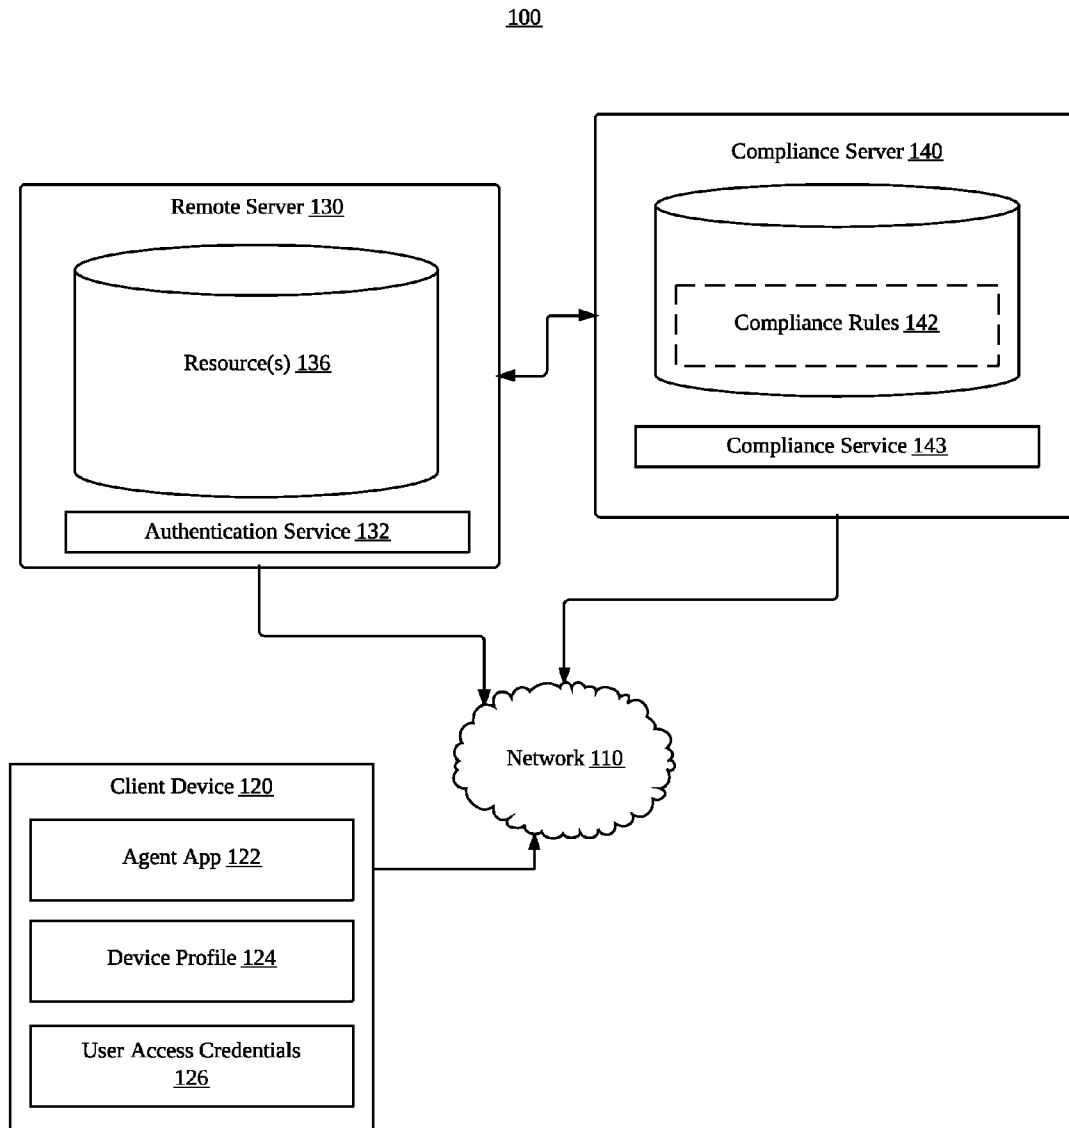 100
Compliance Server 140
Remote Server 130
Compliance Rules 142
Resource(s) 136
Compliance Service 143
Authentication Service 132
Network 110
Client Device 120
Agent App 122
Device Profile 124
User Access Credentials
126